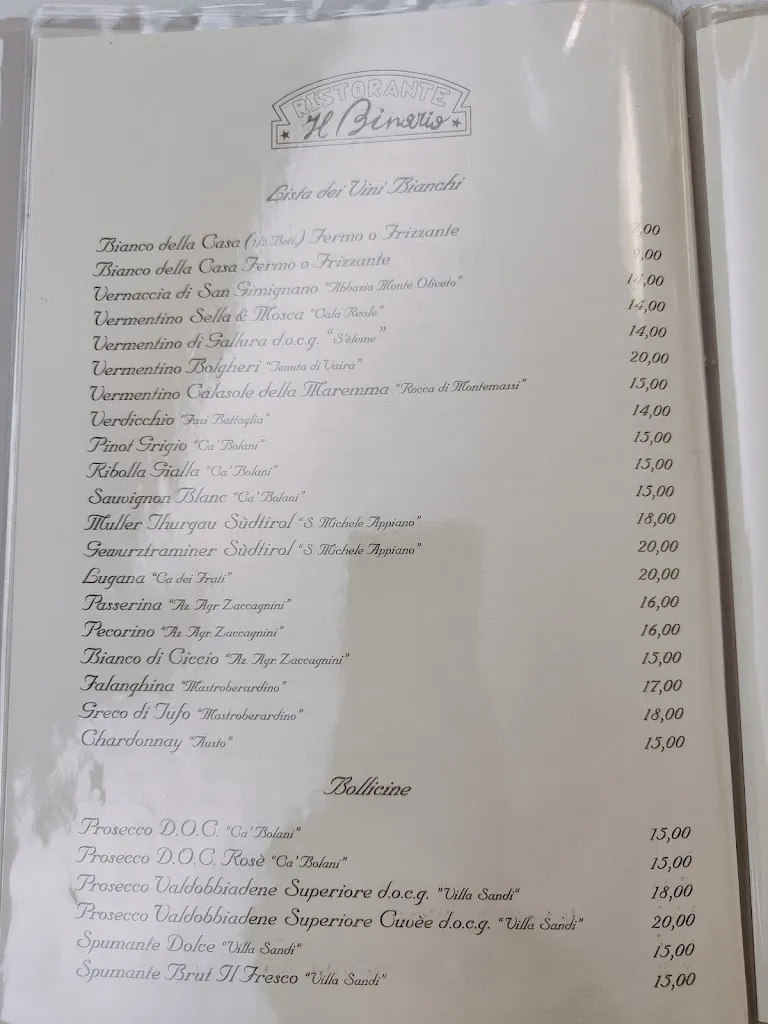 RISTORANTE
Il Binario
Lista dei Vini Bianchi
Bianco della Casa (1/2 Bott.) Fermo o Frizzante 7,00
Bianco della Casa Fermo o Frizzante 9,00
Vernaccia di San Gimignano "Abbazia Monte Oliveto" 14,00
Vermentino Sella & Mosca "Cala Reale" 14,00
Vermentino di Gallura d.o.c.g. "S'eleme" 14,00
Vermentino Bolgheri "Tenuta di Vaira" 20,00
Vermentino Calasole della Maremma "Rocca di Montemassi" 15,00
Verdicchio "Fazi Battaglia" 14,00
Pinot Grigio "Ca' Bolani" 15,00
Ribolla Gialla "Ca' Bolani" 15,00
Sauvignon Blanc "Ca' Bolani" 15,00
Muller Thurgau Sùdtirol "S. Michele Appiano" 18,00
Gewurztraminer Sùdtirol "S. Michele Appiano" 20,00
Lugana "Ca dei Frati" 20,00
Passerina "Az. Agr. Zaccagnini" 16,00
Pecorino "Az. Agr. Zaccagnini" 16,00
Bianco di Ciccio "Az. Agr. Zaccagnini" 15,00
Falanghina "Mastroberardino" 17,00
Greco di Tufo "Mastroberardino" 18,00
Chardonnay "Austo" 15,00
Bollicine
Prosecco D.O.C. "Ca' Bolani" 15,00
Prosecco D.O.C. Rosè "Ca' Bolani" 15,00
Prosecco Valdobbiadene Superiore d.o.c.g. "Villa Sandi" 18,00
Prosecco Valdobbiadene Superiore Cuvèe d.o.c.g. "Villa Sandi" 20,00
Spumante Dolce "Villa Sandi" 15,00
Spumante Brut Il Fresco "Villa Sandi" 15,00